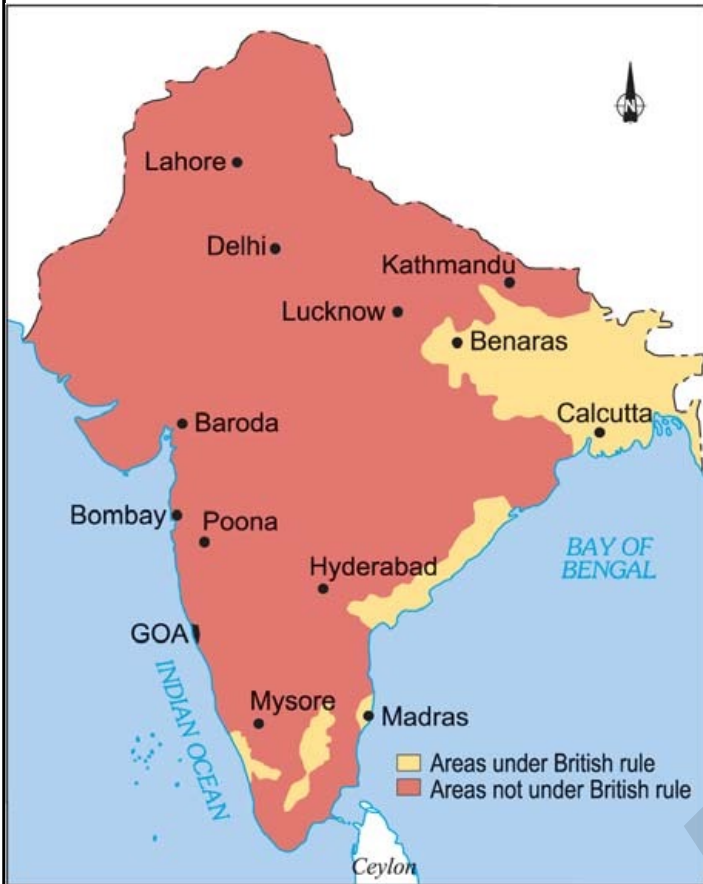 N
Lahore
Delhi
Kathmandu
Lucknow
Benaras
Calcutta
Baroda
Bombay
Poona
BAY OF
BENGAL
Hyderabad
GOA
INDIAN OCEAN
Mysore
Madras
Areas under British rule
Areas not under British rule
Ceylon